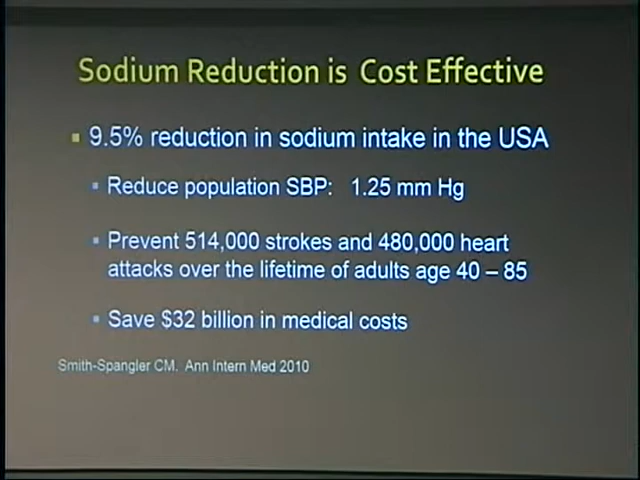 Sodium Reduction is Cost Effective
9.5% reduction in sodium intake in the USA
Reduce population SBP: 1.25 mm Hg
Prevent 514,000 strokes and 480,000 heart
attacks over the lifetime of adults age 40 – 85
Save $32 billion in medical costs
Smith-Spangler CM. Ann Intern Med 2010